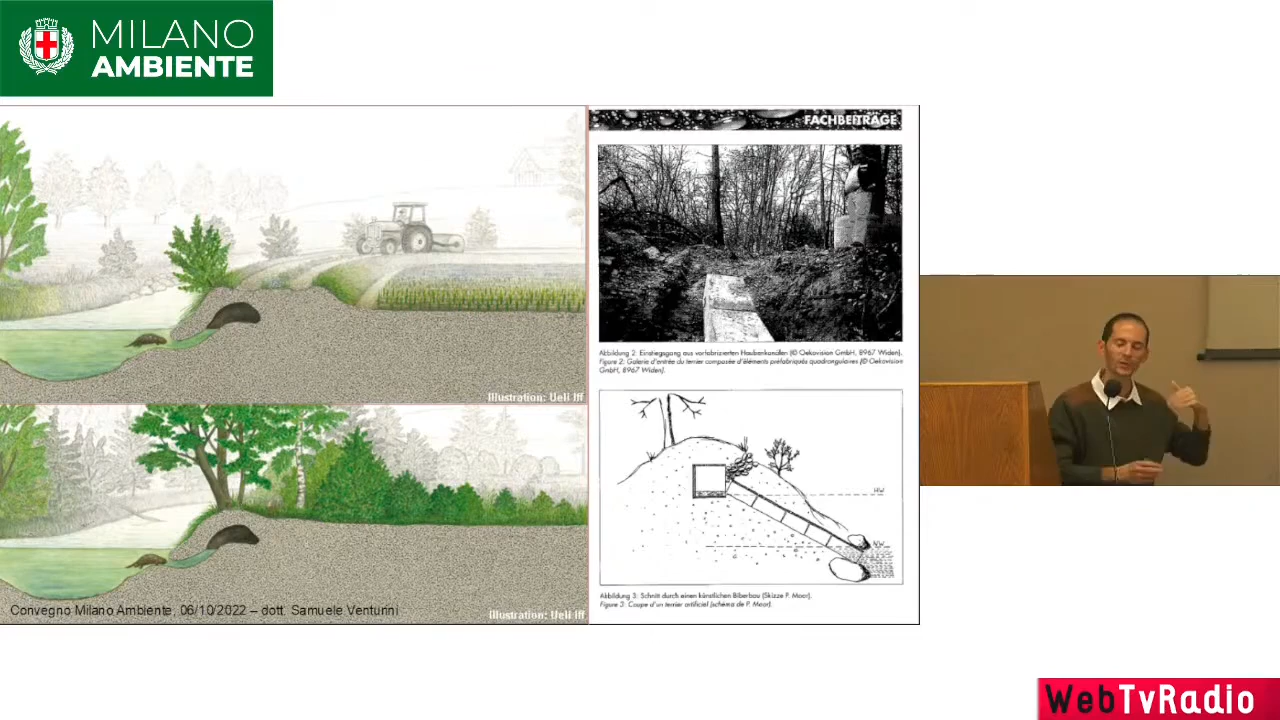 MILANO
AMBIENTE
FACHBEITRÄGE
Abbildung 2: Einstiegsgang aus vorfabrizierten Haubenkanälen (© Oekovision GmbH, 8967 Widen).
Figure 2: Galerie d'entrée du terrier composée d'éléments préfabriqués quadrangulaires (© Oekovision
GmbH, 8967 Widen).
Illustration: Ueli Iff
HW
NW
Abbildung 3: Schnitt durch einen künstlichen Biberbau (Skizze P. Moor).
Figure 3: Coupe d'un terrier artificiel (schéma de P. Moor).
Convegno Milano Ambiente, 06/10/2022 – dott. Samuele Venturini
Illustration: Ueli Iff
WebTvRadio